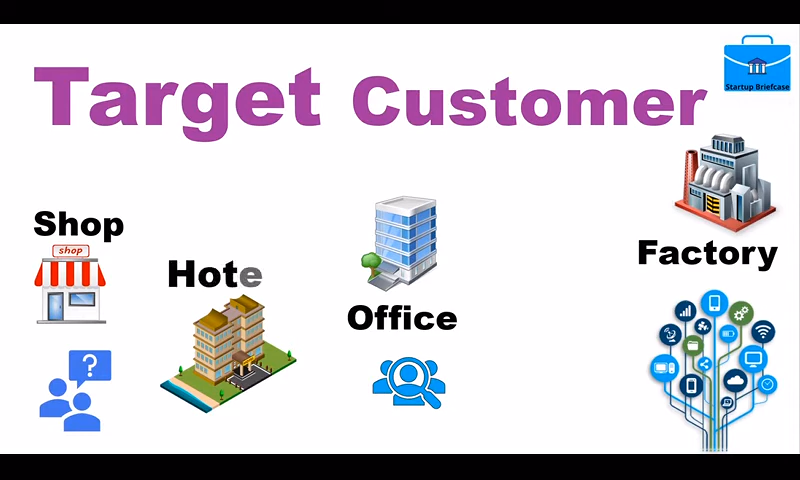 Target Customer
Startup Briefcase
Shop
shop
Hote
Office
Factory
?